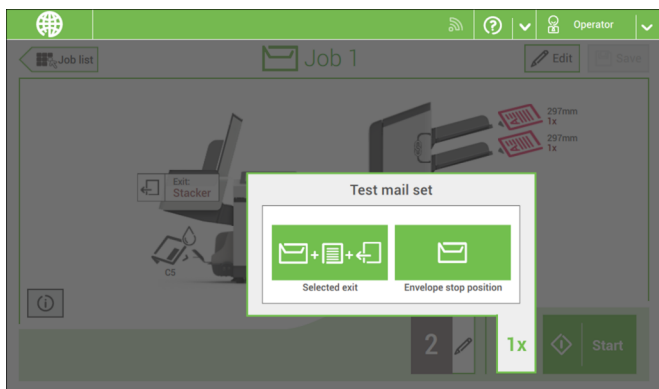 Operator
Job list
Job 1
Edit
Save
297mm
1x
297mm
1x
Exit:
Stacker
C5
Test mail set
Selected exit
Envelope stop position
2
1x
Start